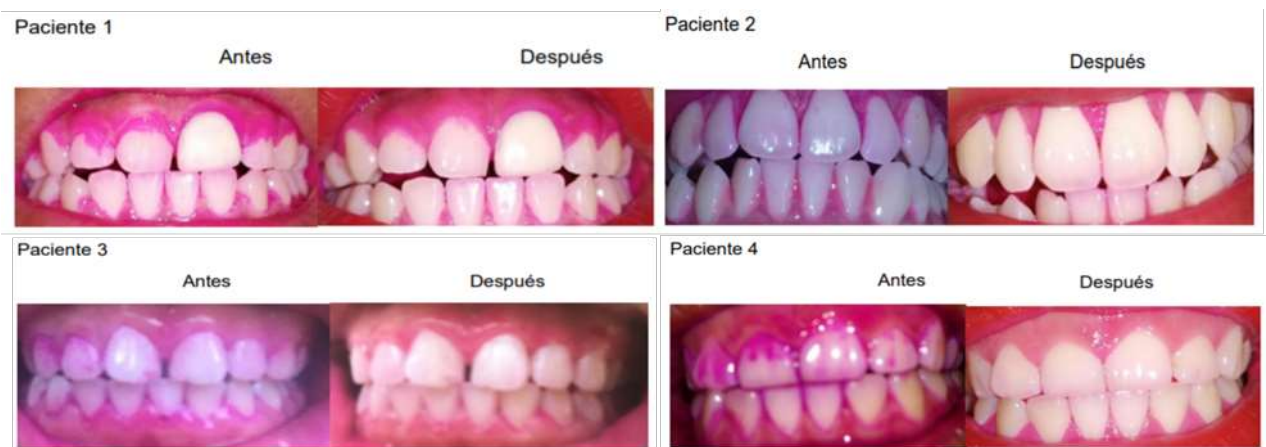 Paciente 1
Antes Después
Paciente 2
Antes Después
Paciente 3
Antes Después
Paciente 4
Antes Después